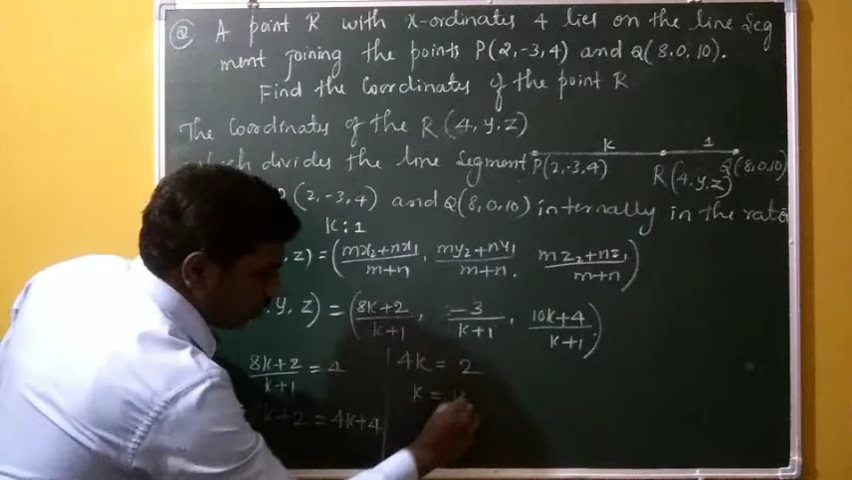 Q A point R with x-ordinates 4 lies on the line Seg
ment joining the points P(2,-3,4) and Q(8,0,10).
Find the Coordinates of the point R
The Coordinates of the R(4,y,z)
which divides the line Segment
K 1
P(2,-3,4) R(4,y,z) Q(8,0,10)
(2,-3,4) and Q(8,0,10) internally in the ratio
K:1
, z) = (mx₂+nx₁/m+n, my₂+ny₁/m+n, mz₂+nz₁/m+n)
, y, z) = (8K+2/K+1, -3/K+1, 10K+4/K+1)
8K+2/K+1 = 4
K+2 = 4K+4
4K = 2
K =